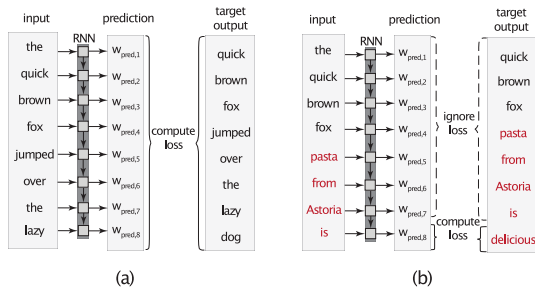 input
RNN
prediction
target
output
the
quick
brown
fox
jumped
over
the
lazy
w_pred,1
w_pred,2
w_pred,3
w_pred,4
w_pred,5
w_pred,6
w_pred,7
w_pred,8
compute
loss
quick
brown
fox
jumped
over
the
lazy
dog
(a)
input
RNN
prediction
target
output
the
quick
brown
fox
pasta
from
Astoria
is
w_pred,1
w_pred,2
w_pred,3
w_pred,4
w_pred,5
w_pred,6
w_pred,7
w_pred,8
ignore
loss
compute
loss
quick
brown
fox
pasta
from
Astoria
is
delicious
(b)